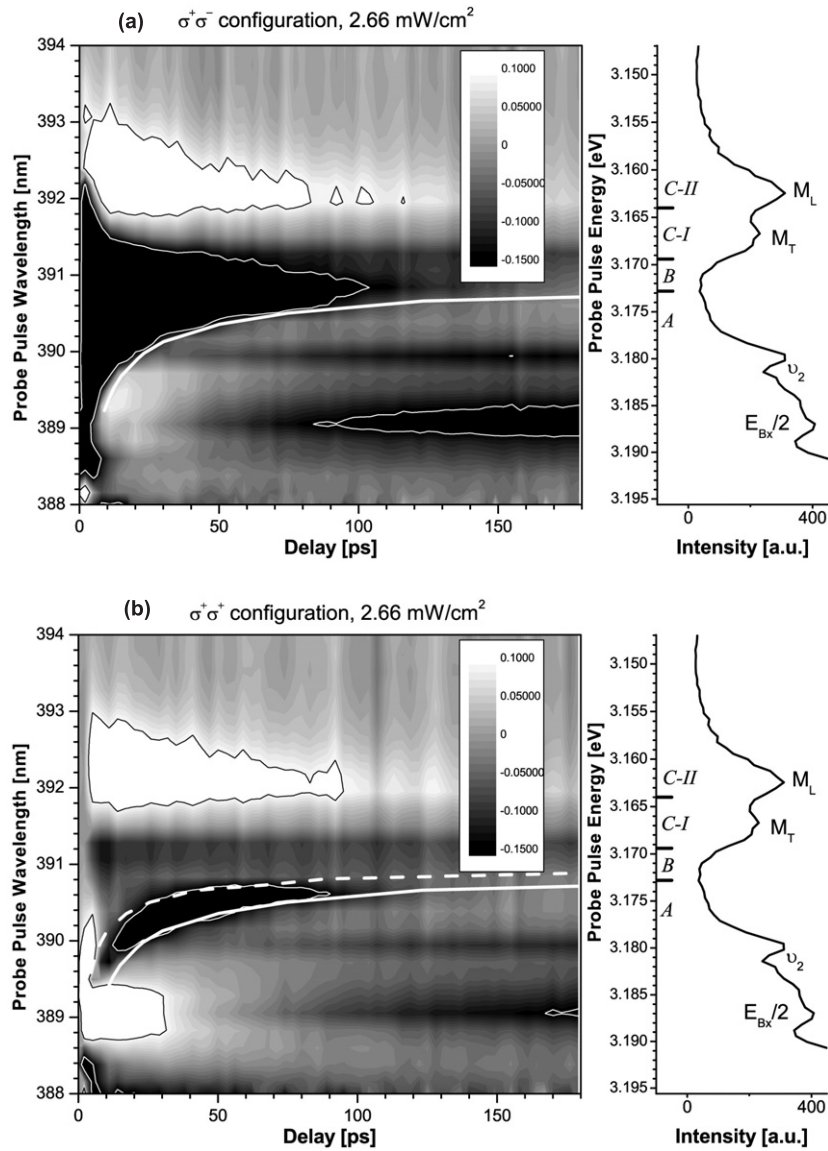 (a) σ⁺σ⁻ configuration, 2.66 mW/cm²
394
393
392
391
390
389
388
Probe Pulse Wavelength [nm]
0 50 100 150
Delay [ps]
0.1000
0.05000
0
-0.05000
-0.1000
-0.1500
3.150
3.155
3.160
3.165
3.170
3.175
3.180
3.185
3.190
3.195
Probe Pulse Energy [eV]
C-II
C-I
B
A
M_L
M_T
υ₂
E_Bx/2
0 400
Intensity [a.u.]
(b) σ⁺σ⁺ configuration, 2.66 mW/cm²
394
393
392
391
390
389
388
Probe Pulse Wavelength [nm]
0 50 100 150
Delay [ps]
0.1000
0.05000
0
-0.05000
-0.1000
-0.1500
3.150
3.155
3.160
3.165
3.170
3.175
3.180
3.185
3.190
3.195
Probe Pulse Energy [eV]
C-II
C-I
B
A
M_L
M_T
υ₂
E_Bx/2
0 400
Intensity [a.u.]